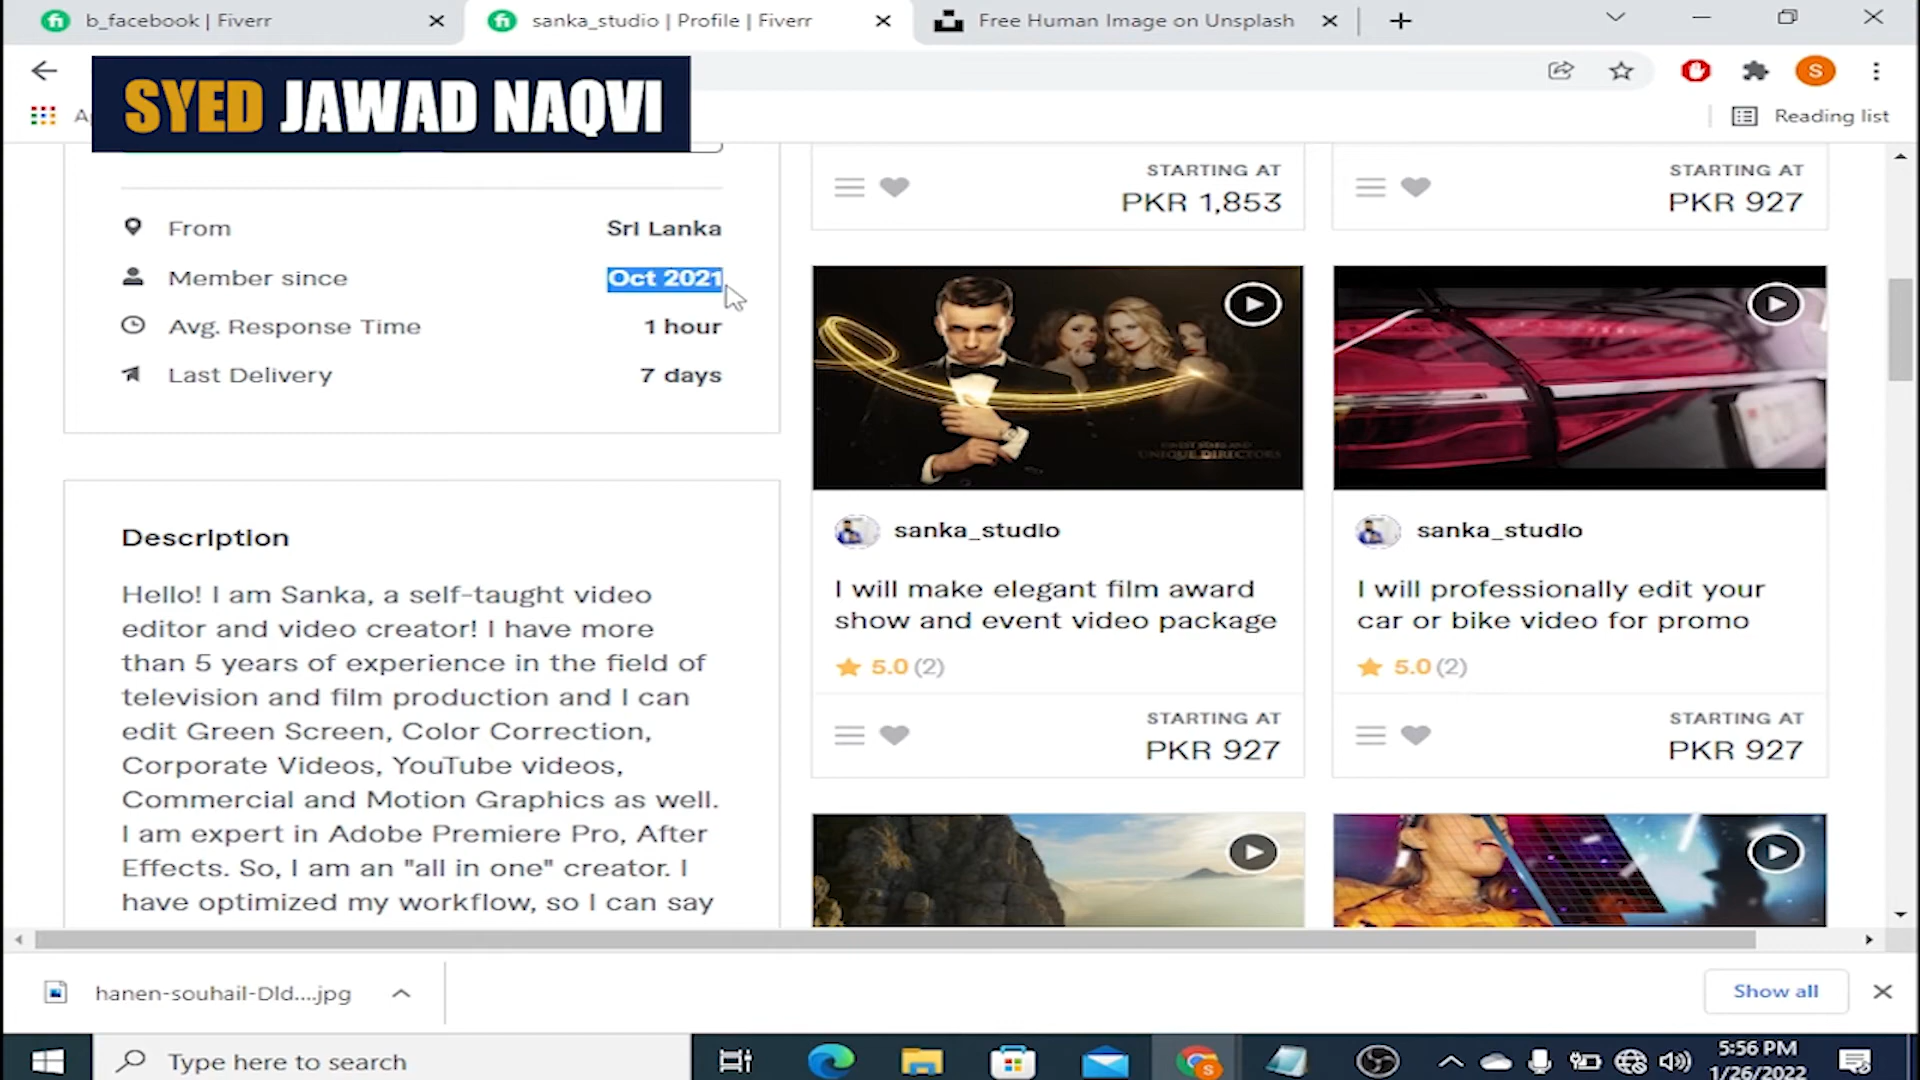 b_facebook | Fiverr
sanka_studio | Profile | Fiverr
Free Human Image on Unsplash
S
SYED JAWAD NAQVI
Reading list
From
Sri Lanka
Member since
Oct 2021
Avg. Response Time
1 hour
Last Delivery
7 days
Description
Hello! I am Sanka, a self-taught video
editor and video creator! I have more
than 5 years of experience in the field of
television and film production and I can
edit Green Screen, Color Correction,
Corporate Videos, YouTube videos,
Commercial and Motion Graphics as well.
I am expert in Adobe Premiere Pro, After
Effects. So, I am an "all in one" creator. I
have optimized my workflow, so I can say
STARTING AT
PKR 1,853
STARTING AT
PKR 927
UNIQUE DIRECTORS
sanka_studio
I will make elegant film award
show and event video package
5.0 (2)
STARTING AT
PKR 927
sanka_studio
I will professionally edit your
car or bike video for promo
5.0 (2)
STARTING AT
PKR 927
hanen-souhail-Dld....jpg
Show all
Type here to search
S
5:56 PM
1/26/2022